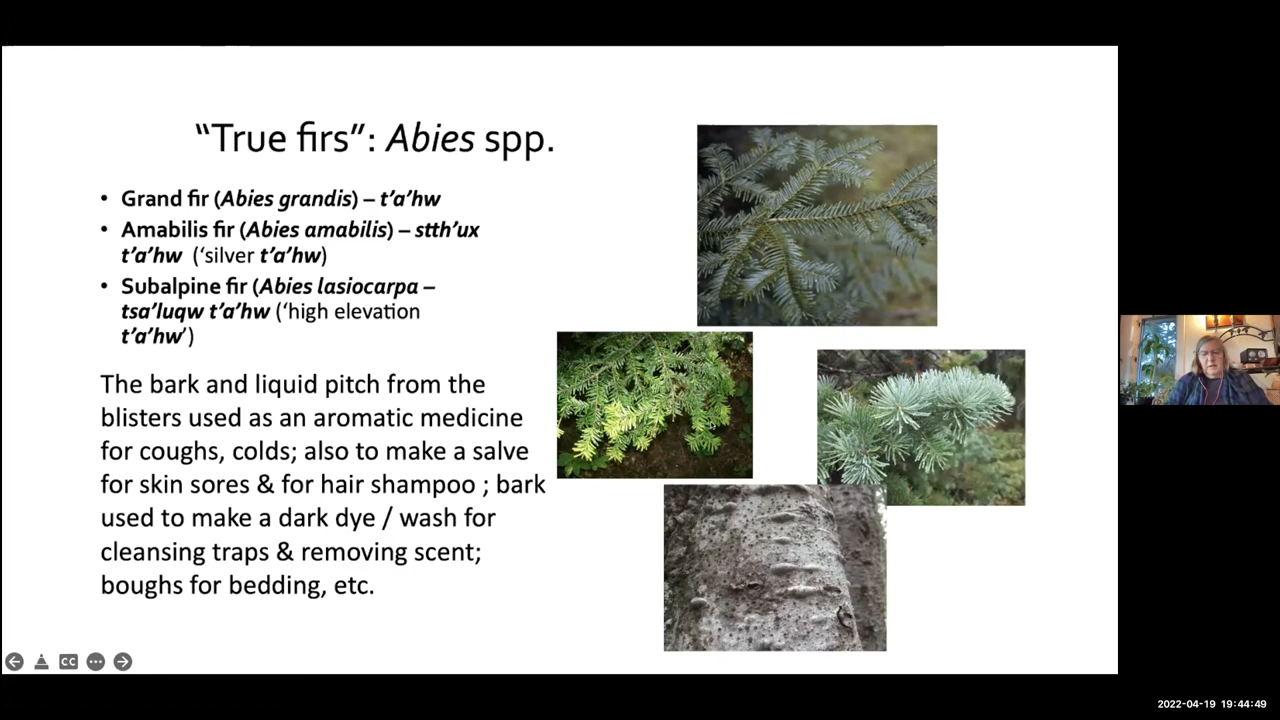 “True firs”: Abies spp.
• Grand fir (Abies grandis) – t’a’hw
• Amabilis fir (Abies amabilis) – stth’ux
t’a’hw (‘silver t’a’hw)
• Subalpine fir (Abies lasiocarpa –
tsa’luqw t’a’hw (‘high elevation
t’a’hw’)
The bark and liquid pitch from the
blisters used as an aromatic medicine
for coughs, colds; also to make a salve
for skin sores & for hair shampoo ; bark
used to make a dark dye / wash for
cleansing traps & removing scent;
boughs for bedding, etc.
CC
2022-04-19 19:44:49